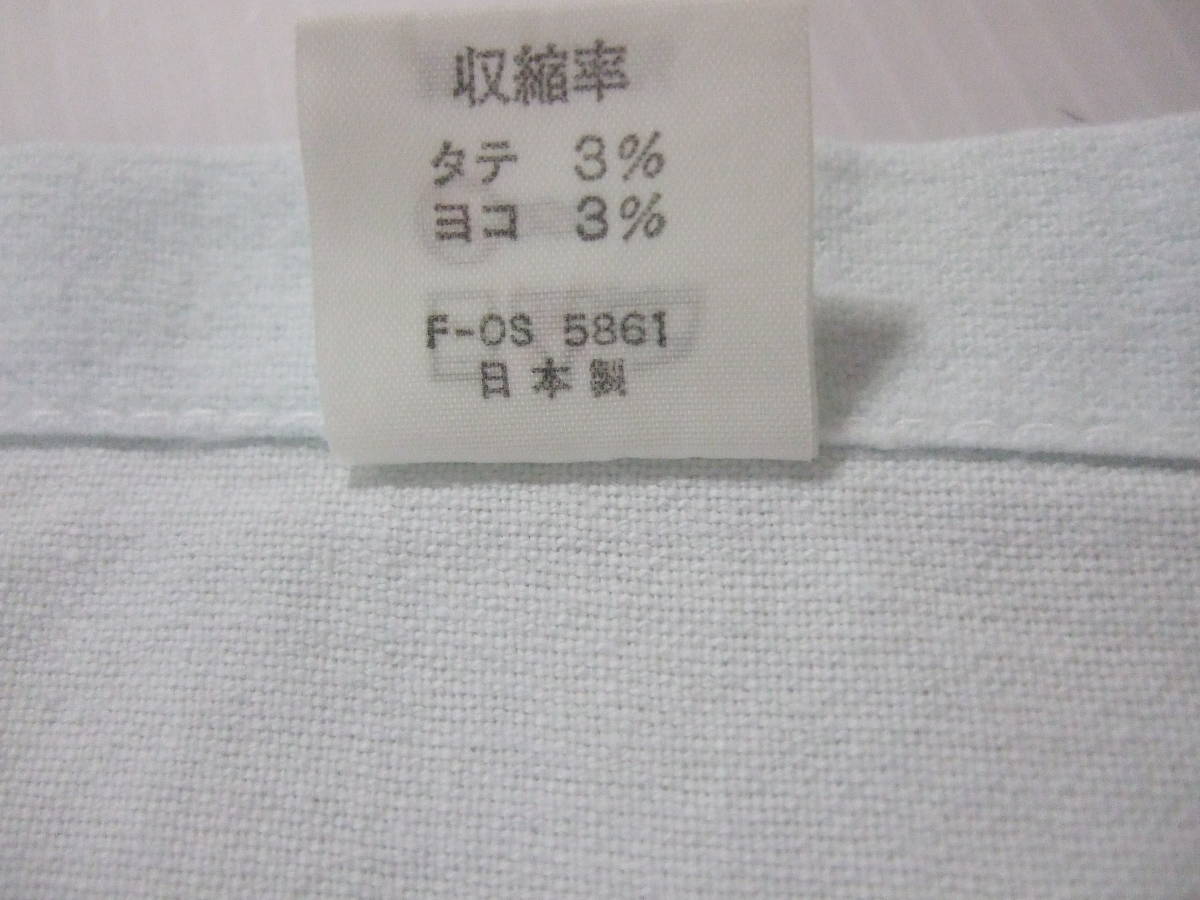 収縮率
タテ 3%
ヨコ 3%
F-OS 5861
日本製